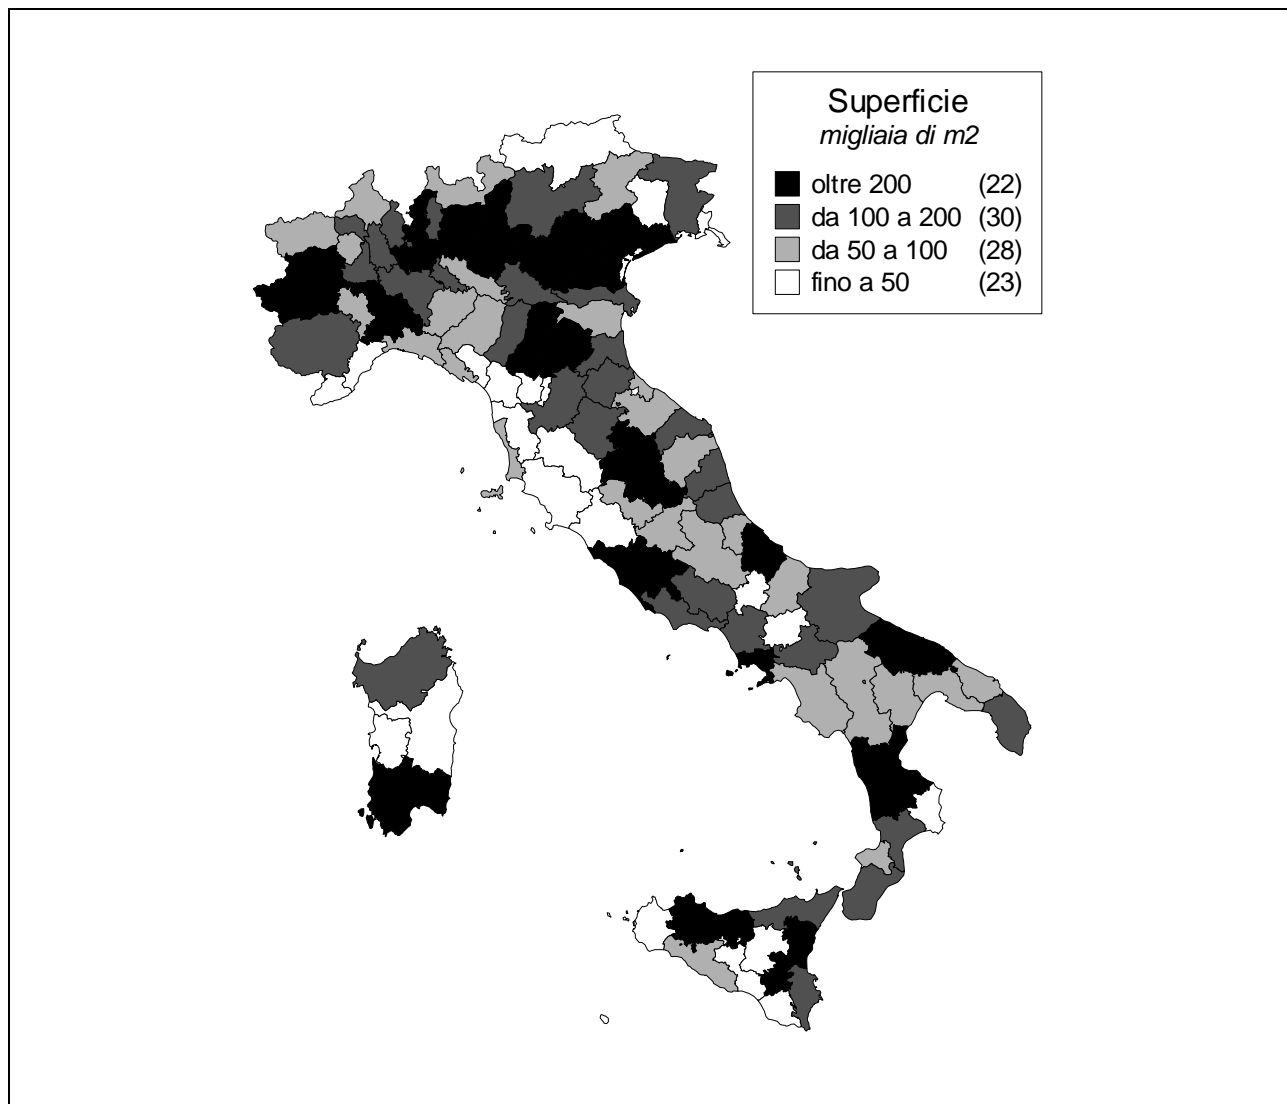 Superficie
migliaia di m2
oltre 200 (22)
da 100 a 200 (30)
da 50 a 100 (28)
fino a 50 (23)